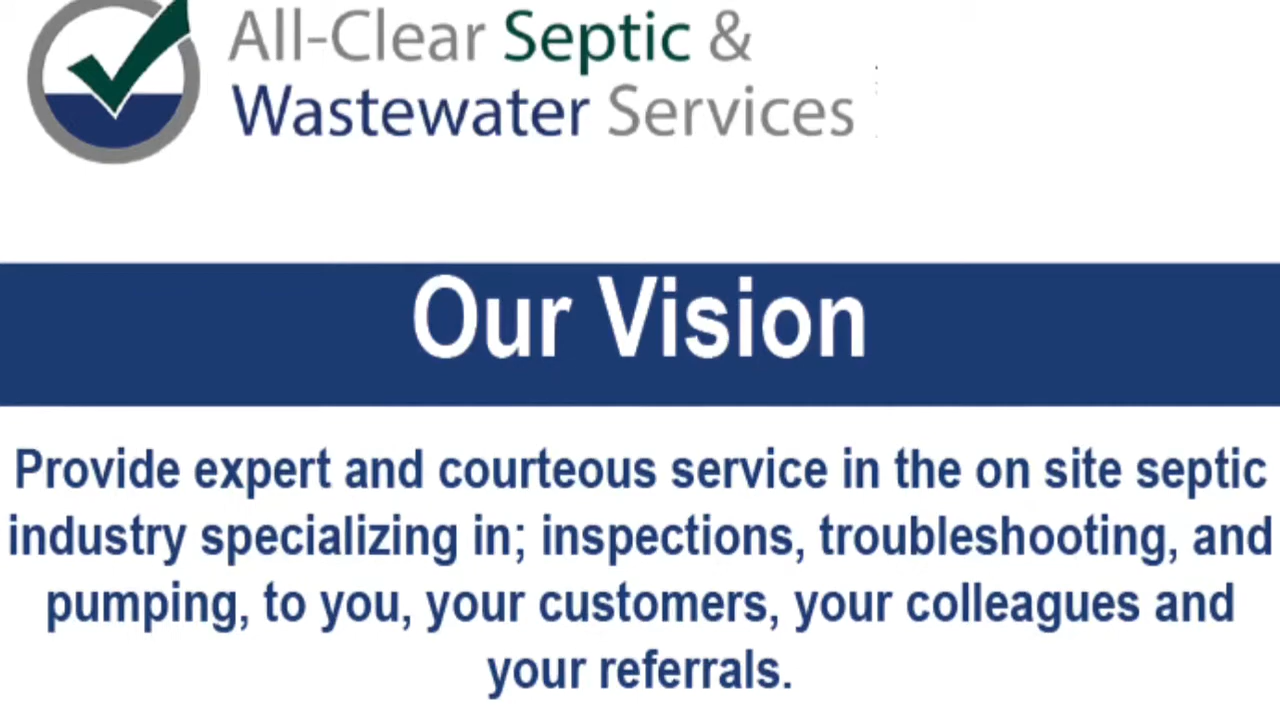 All-Clear Septic &
Wastewater Services
Our Vision
Provide expert and courteous service in the on site septic
industry specializing in; inspections, troubleshooting, and
pumping, to you, your customers, your colleagues and
your referrals.